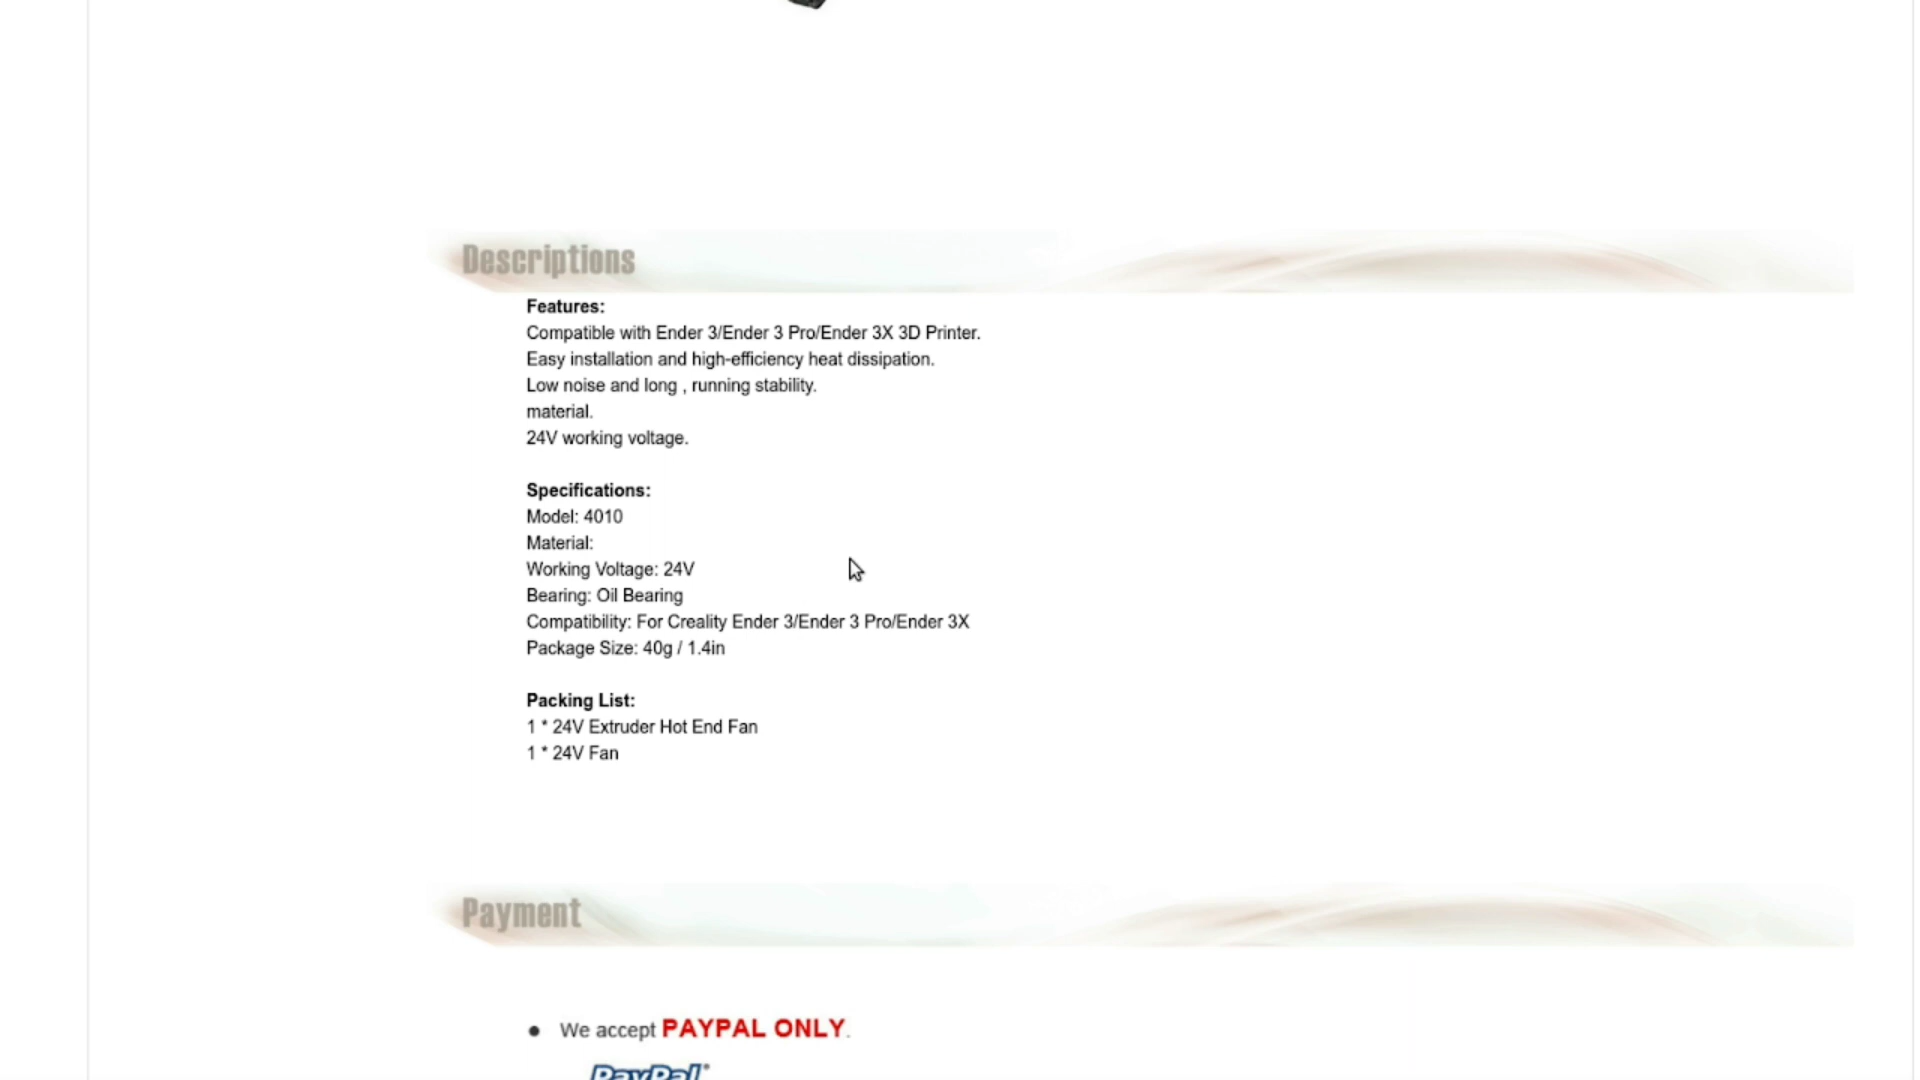 Descriptions
Features:
Compatible with Ender 3/Ender 3 Pro/Ender 3X 3D Printer.
Easy installation and high-efficiency heat dissipation.
Low noise and long , running stability.
material.
24V working voltage.
Specifications:
Model: 4010
Material:
Working Voltage: 24V
Bearing: Oil Bearing
Compatibility: For Creality Ender 3/Ender 3 Pro/Ender 3X
Package Size: 40g / 1.4in
Packing List:
1 * 24V Extruder Hot End Fan
1 * 24V Fan
Payment
● We accept PAYPAL ONLY.
PayPal